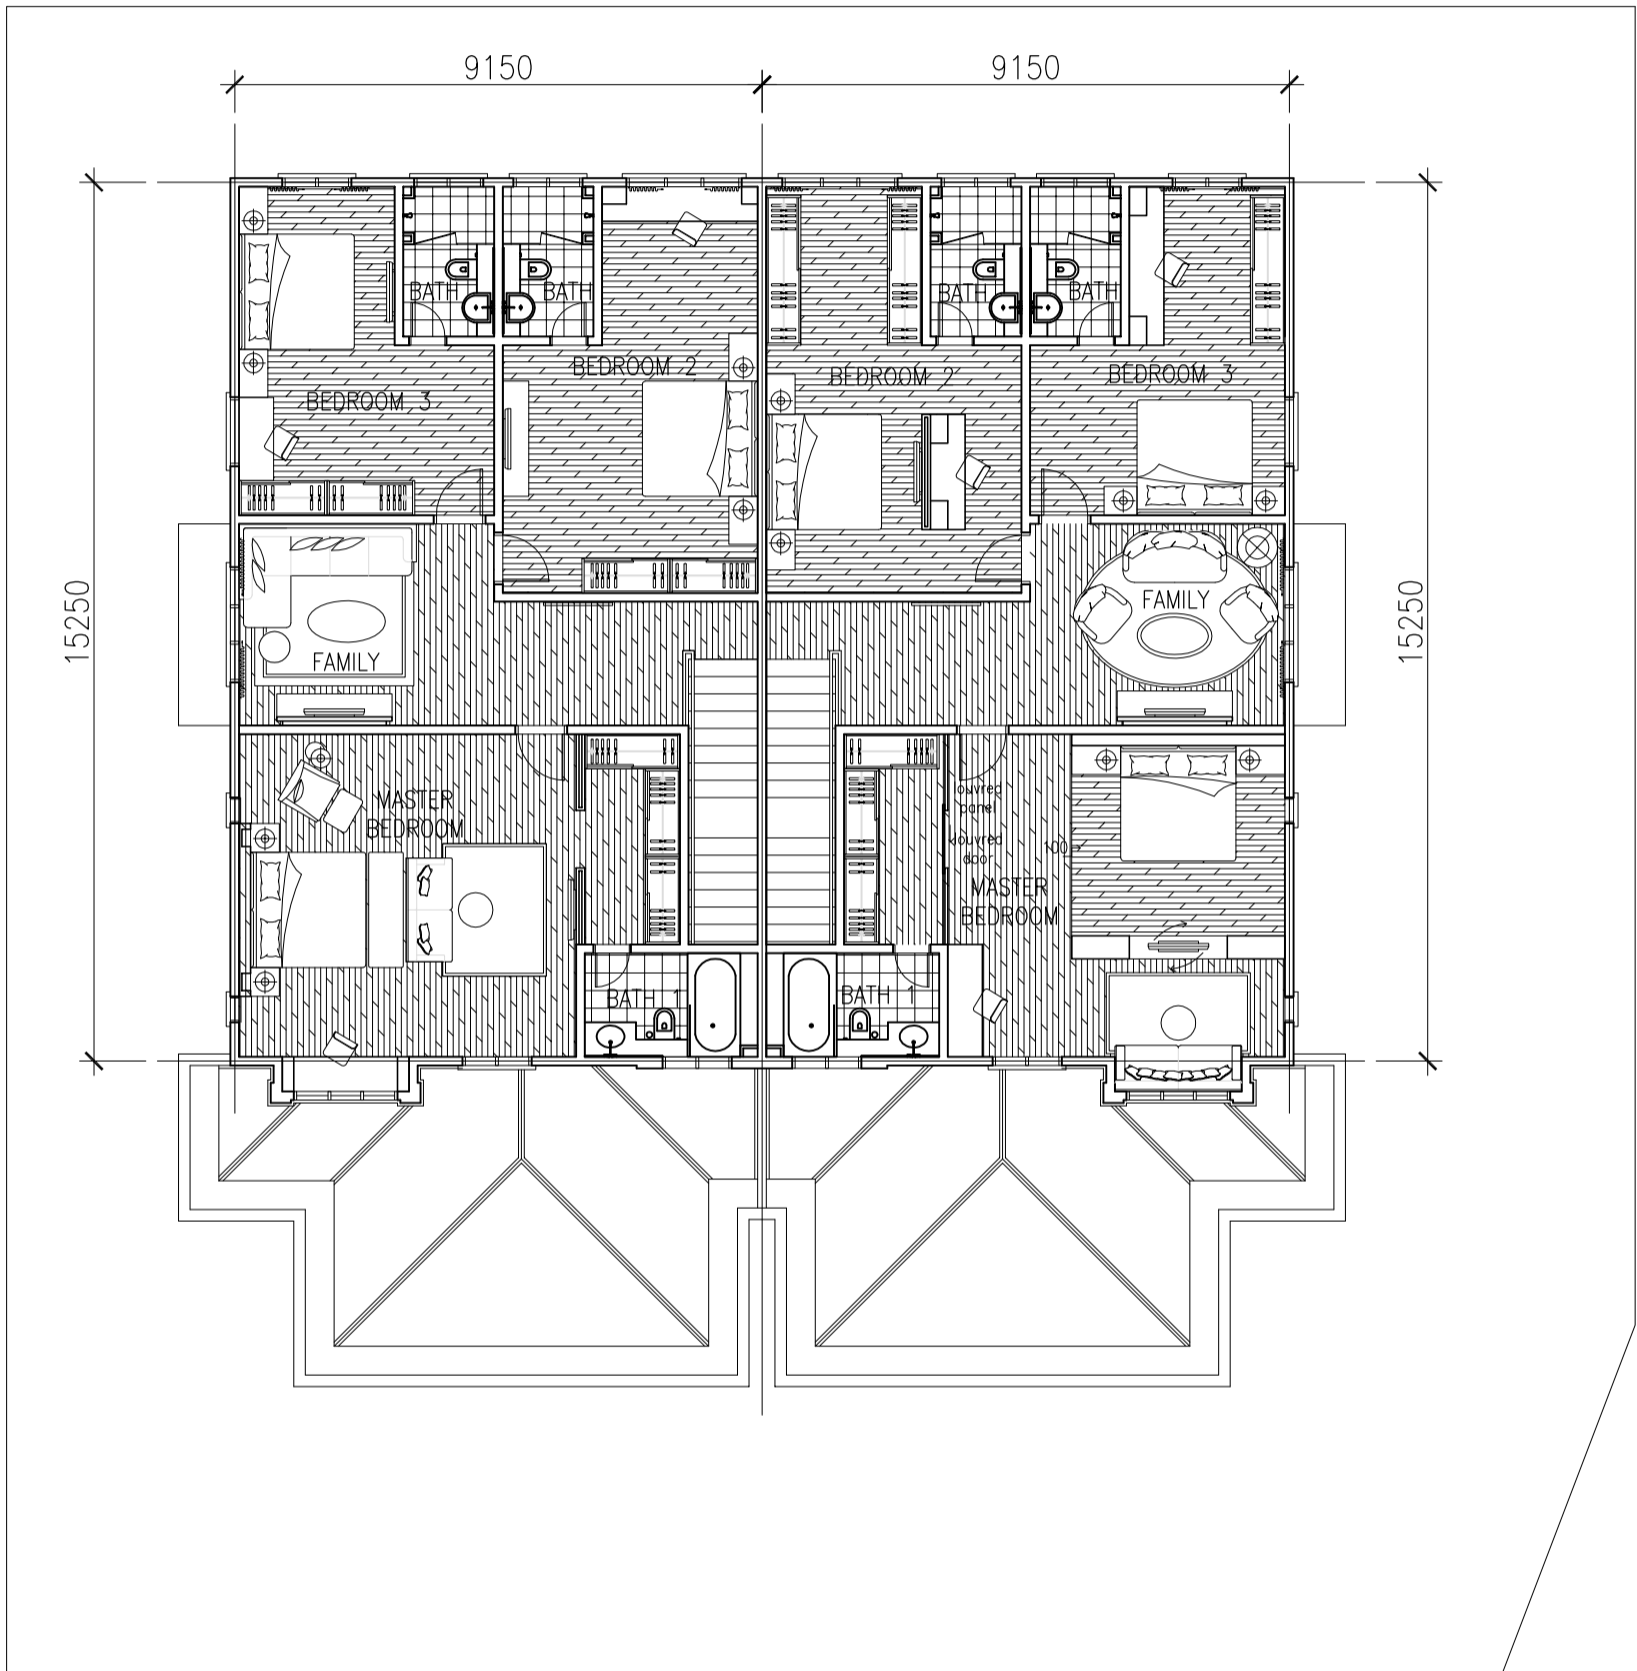 9150
9150
15250
15250
BATH
BATH
BATH
BATH
BEDROOM 2
BEDROOM 2
BEDROOM 3
BEDROOM 3
FAMILY
FAMILY
MASTER
BEDROOM
louvred
panel
louvred
door
100
MASTER
BEDROOM
BATH 1
BATH 1